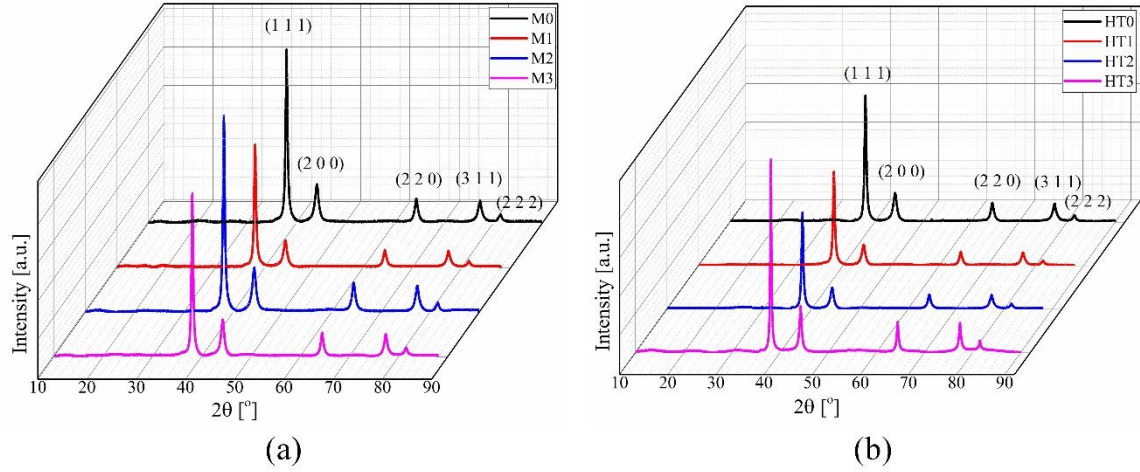 M0
M1
M2
M3
(1 1 1)
(2 0 0)
(2 2 0)
(3 1 1)
(2 2 2)
Intensity [a.u.]
10 20 30 40 50 60 70 80 90
2θ [°]
(a)
HT0
HT1
HT2
HT3
(1 1 1)
(2 0 0)
(2 2 0)
(3 1 1)
(2 2 2)
Intensity [a.u.]
10 20 30 40 50 60 70 80 90
2θ [°]
(b)